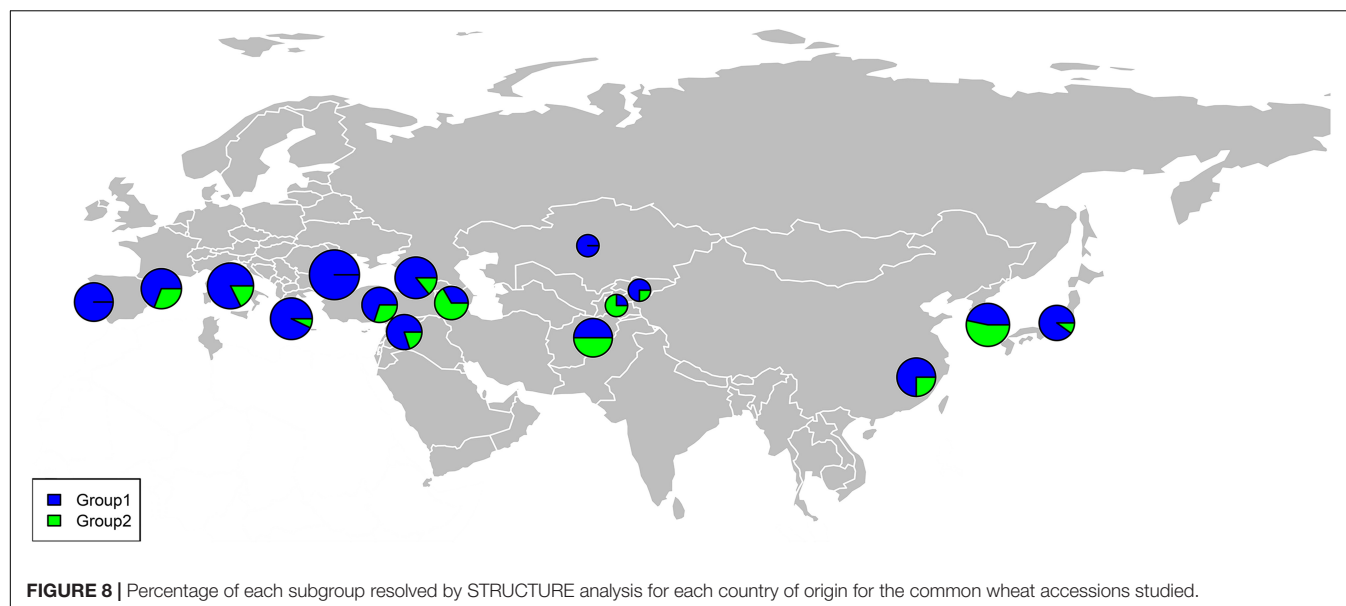 Group1
Group2
FIGURE 8 | Percentage of each subgroup resolved by STRUCTURE analysis for each country of origin for the common wheat accessions studied.